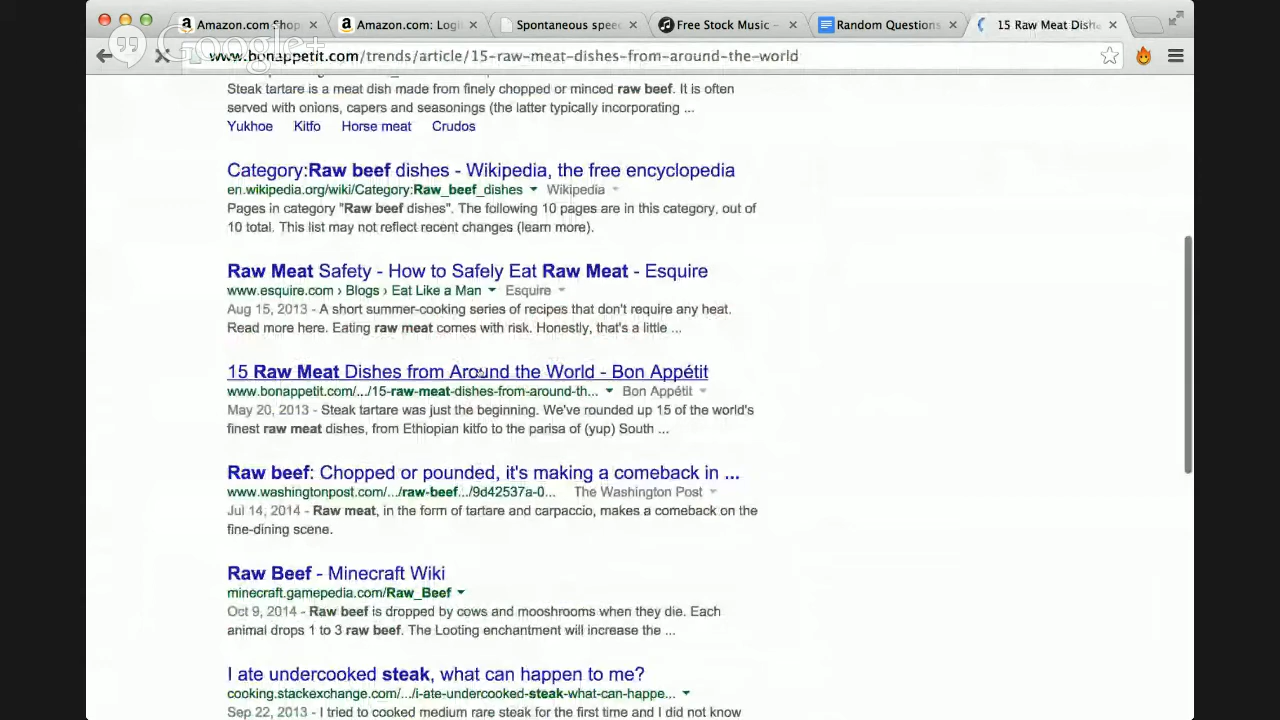 Amazon.com Shop
Amazon.com: Logi
Spontaneous spee
Free Stock Music –
Random Questions
15 Raw Meat Dish
Google+
www.bonappetit.com/trends/article/15-raw-meat-dishes-from-around-the-world
Steak tartare is a meat dish made from finely chopped or minced raw beef. It is often
served with onions, capers and seasonings (the latter typically incorporating ...
Yukhoe Kitfo Horse meat Crudos
Category:Raw beef dishes - Wikipedia, the free encyclopedia
en.wikipedia.org/wiki/Category:Raw_beef_dishes Wikipedia
Pages in category "Raw beef dishes". The following 10 pages are in this category, out of
10 total. This list may not reflect recent changes (learn more).
Raw Meat Safety - How to Safely Eat Raw Meat - Esquire
www.esquire.com › Blogs › Eat Like a Man Esquire
Aug 15, 2013 - A short summer-cooking series of recipes that don't require any heat.
Read more here. Eating raw meat comes with risk. Honestly, that's a little ...
15 Raw Meat Dishes from Around the World - Bon Appétit
www.bonappetit.com/.../15-raw-meat-dishes-from-around-th... Bon Appétit
May 20, 2013 - Steak tartare was just the beginning. We've rounded up 15 of the world's
finest raw meat dishes, from Ethiopian kitfo to the parisa of (yup) South ...
Raw beef: Chopped or pounded, it's making a comeback in ...
www.washingtonpost.com/.../raw-beef.../9d42537a-0... The Washington Post
Jul 14, 2014 - Raw meat, in the form of tartare and carpaccio, makes a comeback on the
fine-dining scene.
Raw Beef - Minecraft Wiki
minecraft.gamepedia.com/Raw_Beef
Oct 9, 2014 - Raw beef is dropped by cows and mooshrooms when they die. Each
animal drops 1 to 3 raw beef. The Looting enchantment will increase the ...
I ate undercooked steak, what can happen to me?
cooking.stackexchange.com/.../i-ate-undercooked-steak-what-can-happe...
Sep 22, 2013 - I tried to cooked medium rare steak for the first time and I did not know